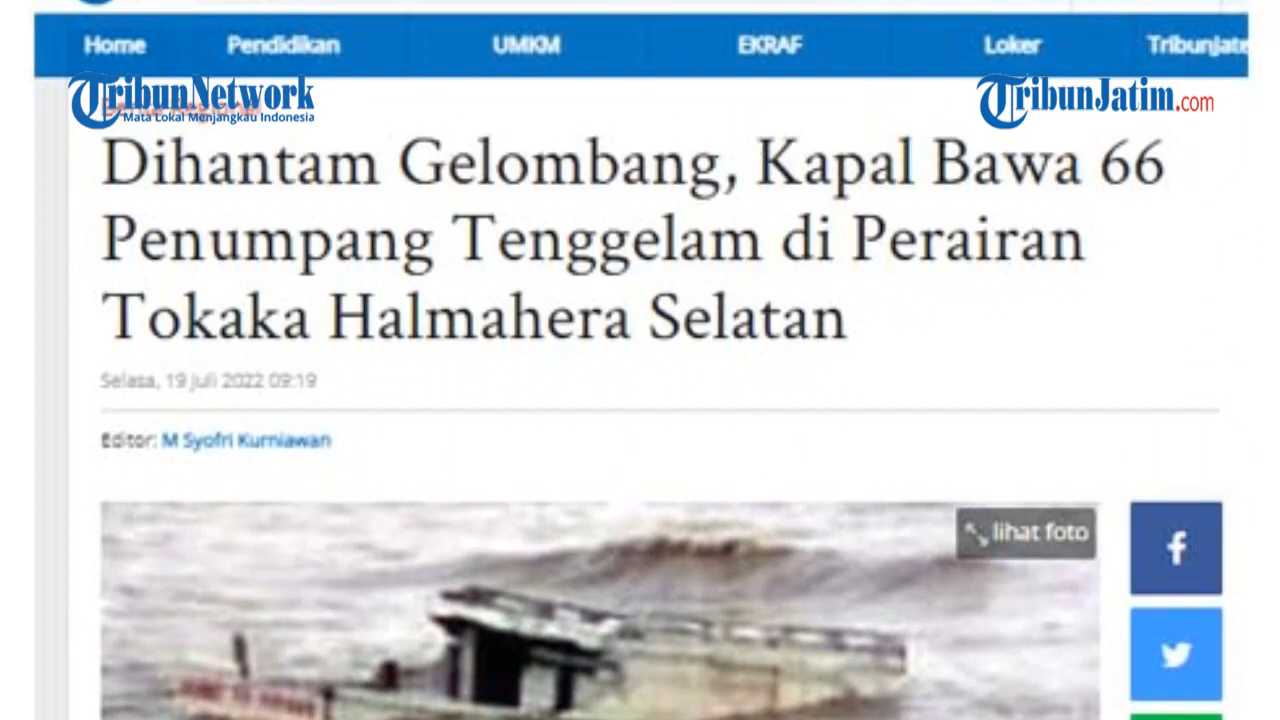 Home Pendidikan UMKM EKRAF Loker TribunJate
TribunNetwork
Mata Lokal Menjangkau Indonesia
TribunJatim.com
Dihantam Gelombang, Kapal Bawa 66
Penumpang Tenggelam di Perairan
Tokaka Halmahera Selatan
Selasa, 19 Juli 2022 09:19
Editor: M Syofri Kurniawan
lihat foto